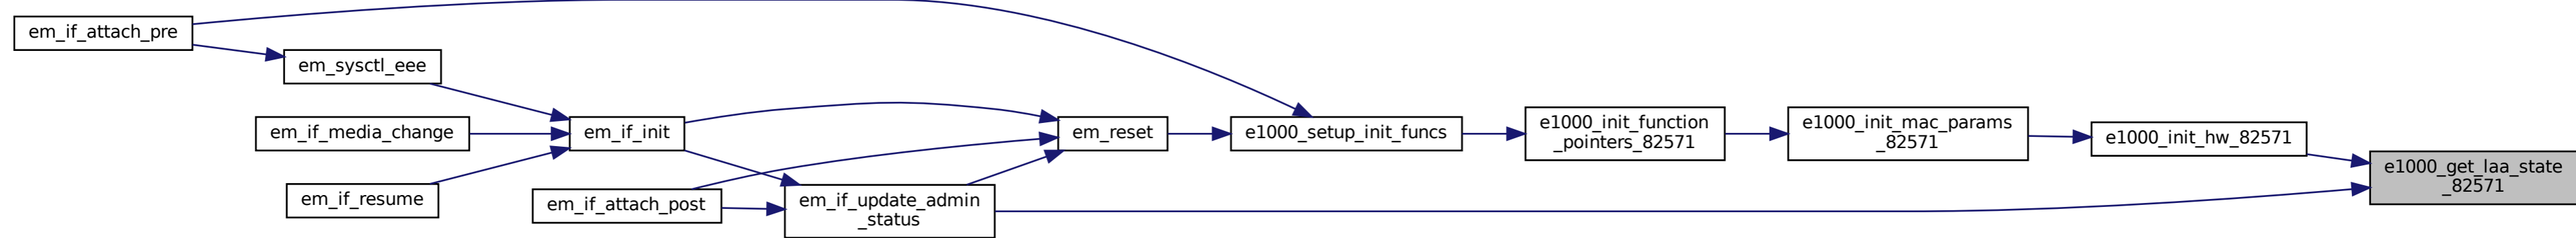 em_if_attach_pre
em_sysctl_eee
em_if_media_change
em_if_resume
em_if_init
em_if_attach_post
em_if_update_admin
_status
em_reset
e1000_setup_init_funcs
e1000_init_function
_pointers_82571
e1000_init_mac_params
_82571
e1000_init_hw_82571
e1000_get_laa_state
_82571